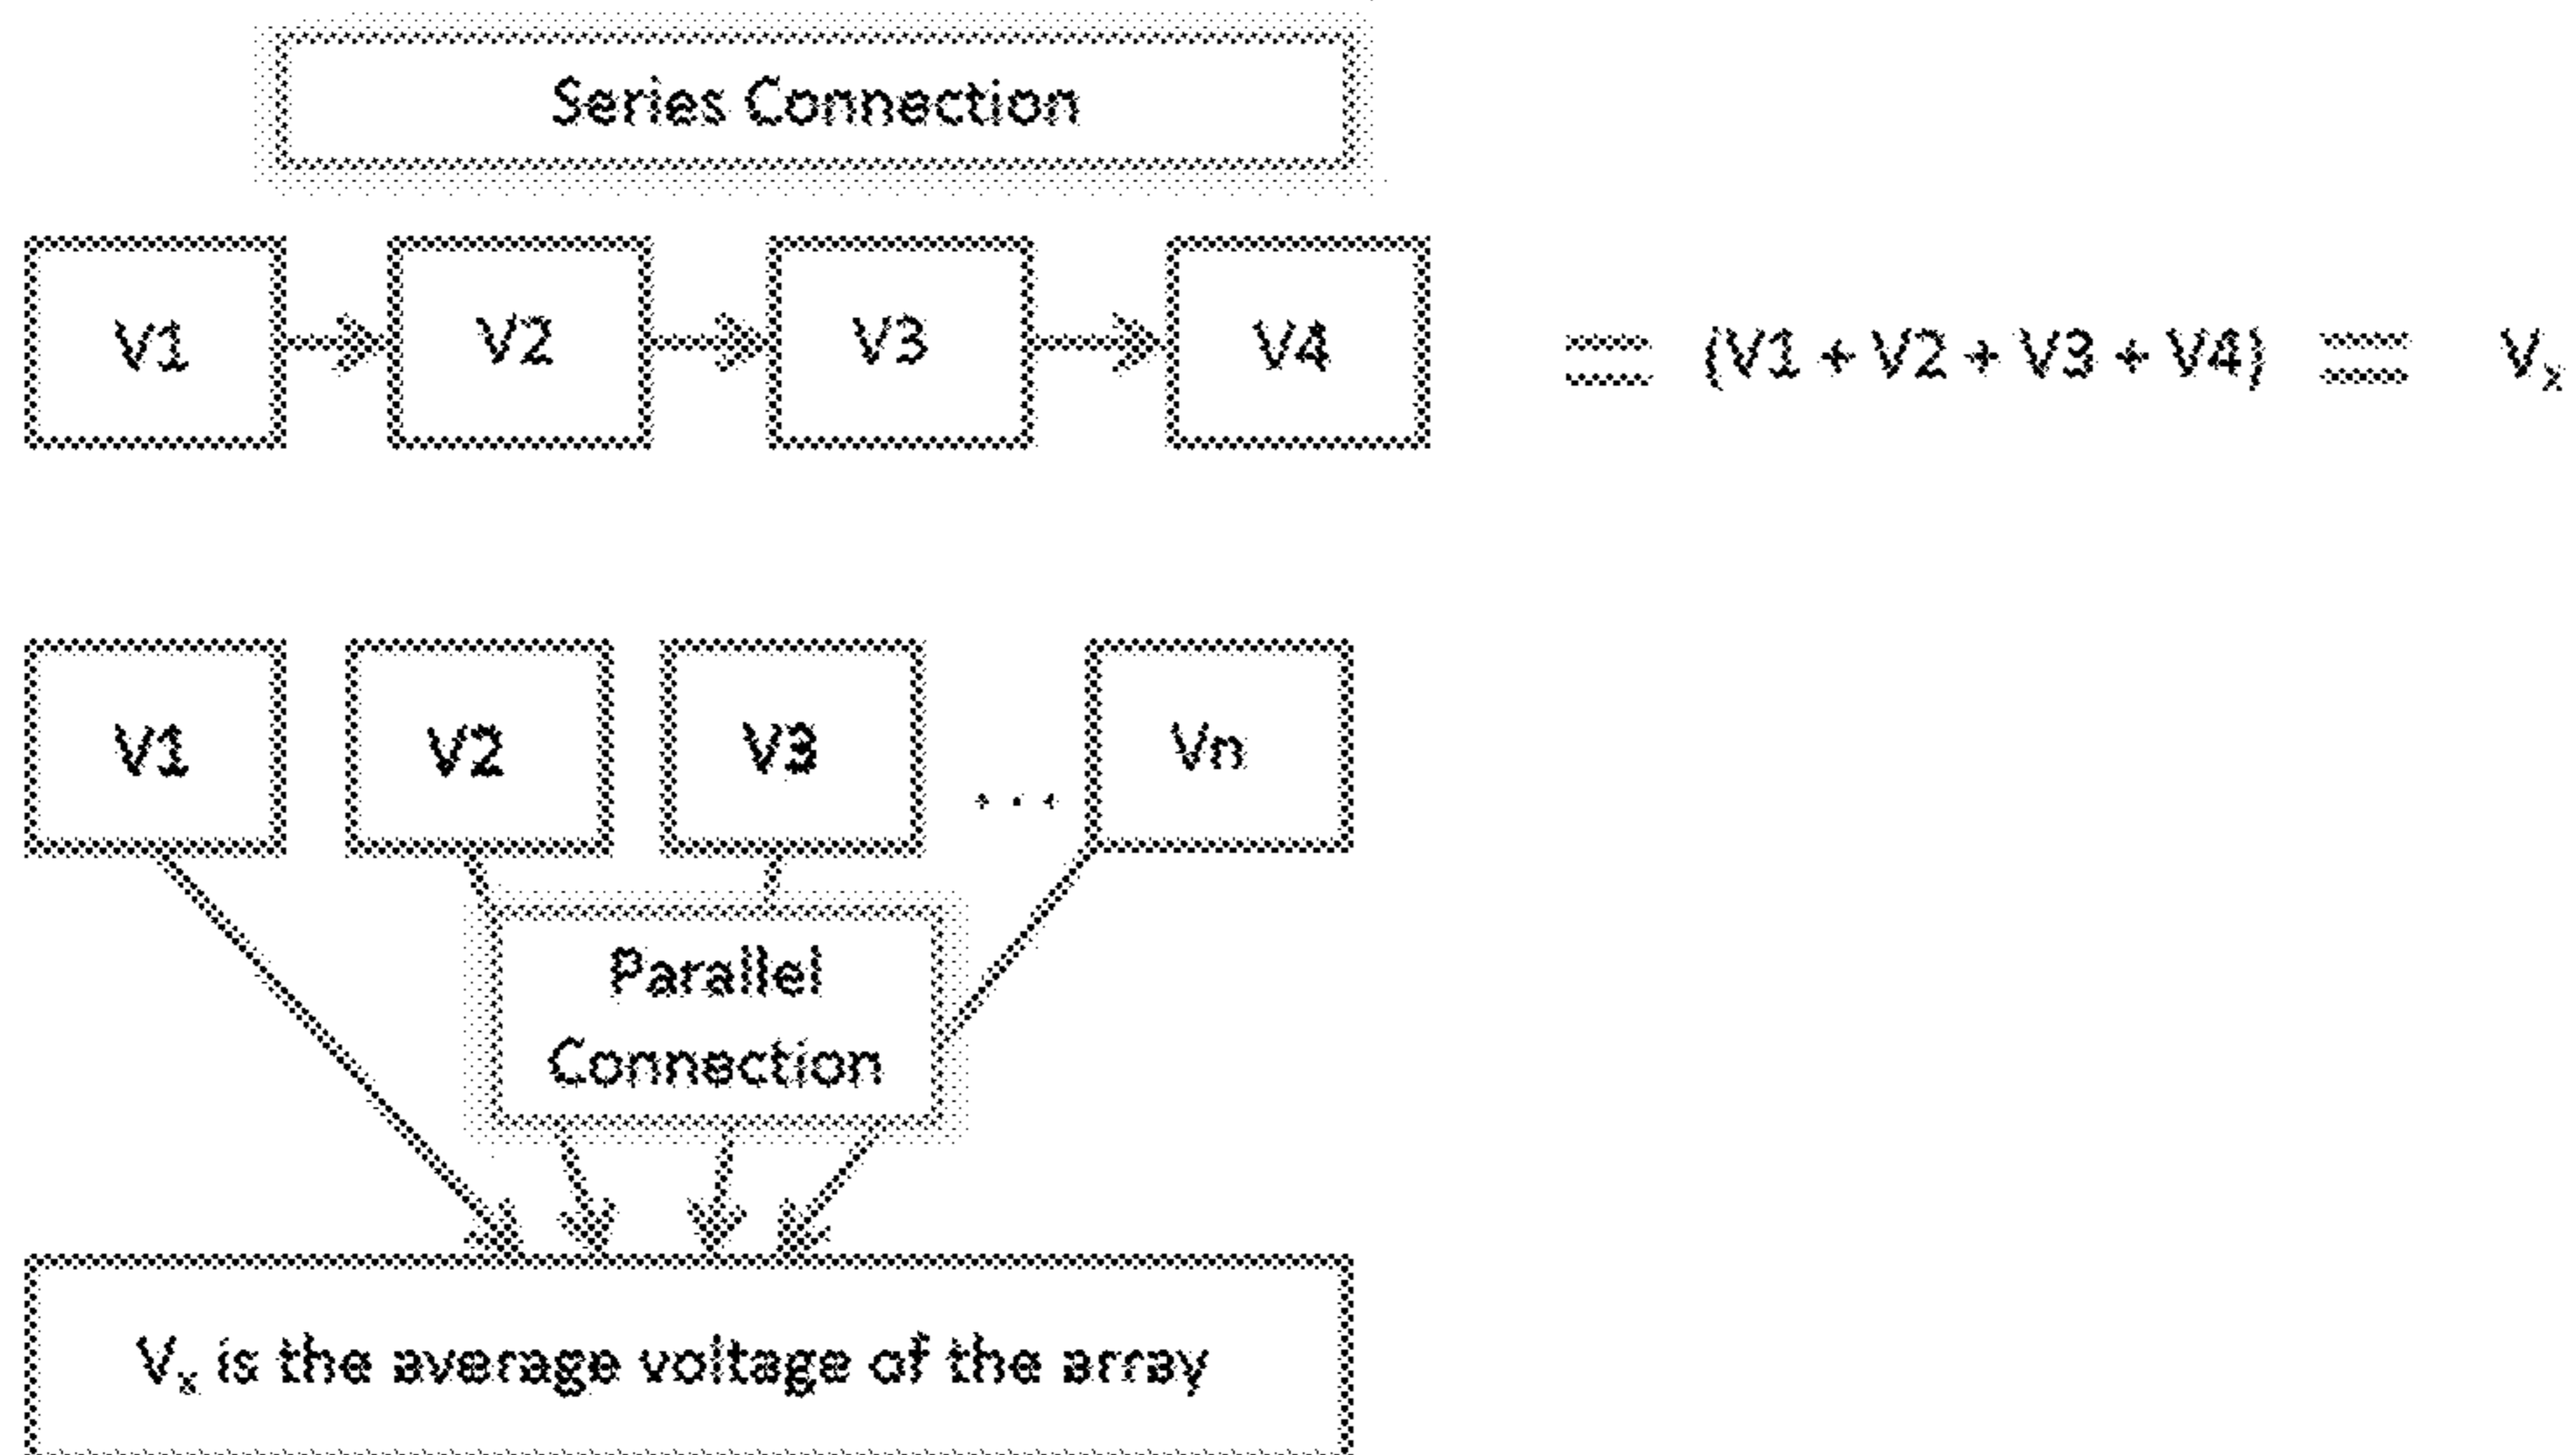 Series Connection
V1 V2 V3 V4 = (V1 + V2 + V3 + V4) = Vₓ
V1 V2 V3 ... Vn
Parallel
Connection
Vₓ is the average voltage of the array